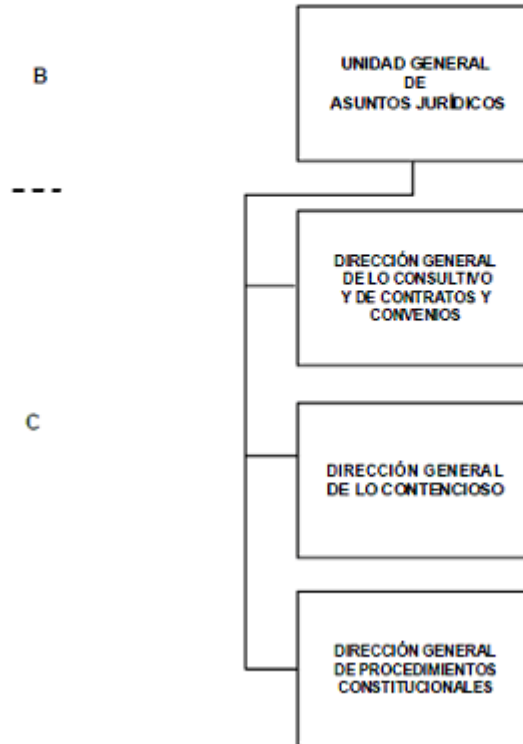 B
UNIDAD GENERAL
DE
ASUNTOS JURÍDICOS
DIRECCIÓN GENERAL
DE LO CONSULTIVO
Y DE CONTRATOS Y
CONVENIOS
C
DIRECCIÓN GENERAL
DE LO CONTENCIOSO
DIRECCIÓN GENERAL
DE PROCEDIMIENTOS
CONSTITUCIONALES